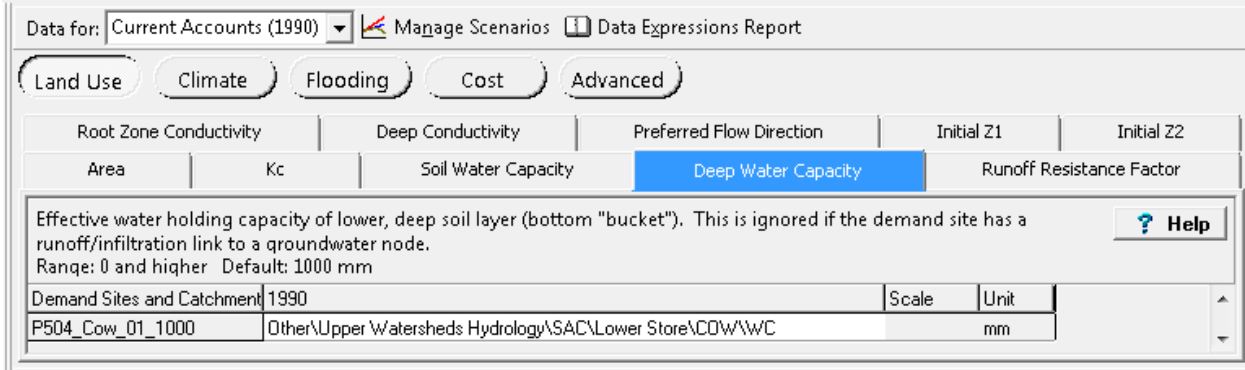 Data for: Current Accounts (1990) Manage Scenarios Data Expressions Report
Land Use Climate Flooding Cost Advanced
Root Zone Conductivity Deep Conductivity Preferred Flow Direction Initial Z1 Initial Z2
Area Kc Soil Water Capacity Deep Water Capacity Runoff Resistance Factor
Effective water holding capacity of lower, deep soil layer (bottom "bucket"). This is ignored if the demand site has a
runoff/infiltration link to a groundwater node.
Range: 0 and higher Default: 1000 mm
? Help
Demand Sites and Catchment 1990 Scale Unit
P504_Cow_01_1000 Other\Upper Watersheds Hydrology\SAC\Lower Store\COW\WC mm